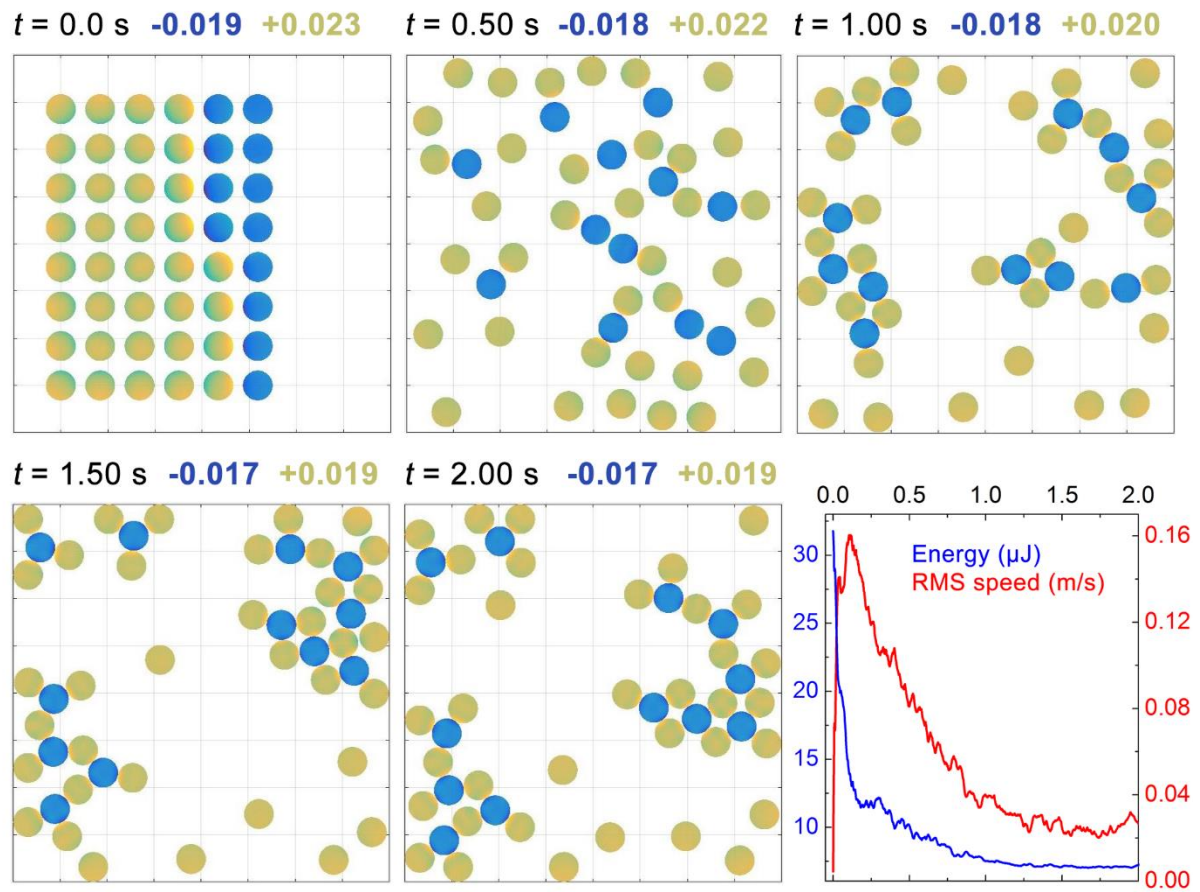 t = 0.0 s -0.019 +0.023
t = 0.50 s -0.018 +0.022
t = 1.00 s -0.018 +0.020
t = 1.50 s -0.017 +0.019
t = 2.00 s -0.017 +0.019
0.0 0.5 1.0 1.5 2.0
Energy (µJ)
RMS speed (m/s)
30
25
20
15
10
0.16
0.12
0.08
0.04
0.00